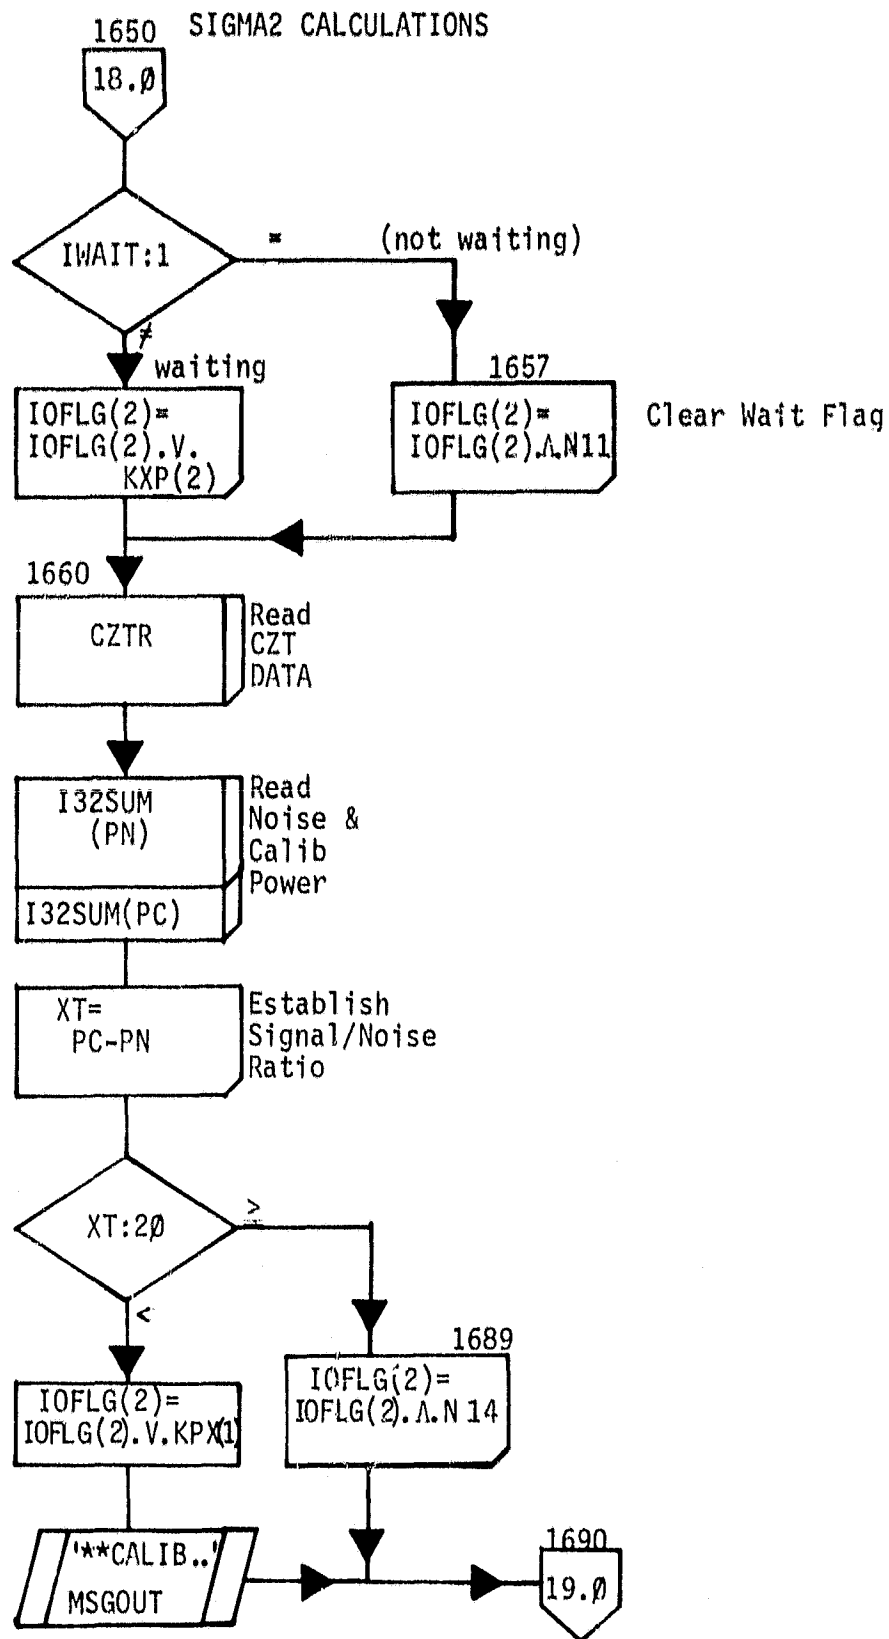 SIGMA2 CALCULATIONS
1650
18.0
IWAIT:1
= (not waiting)
≠
waiting
1657
IOFLG(2)=
IOFLG(2).V.
KXP(2)
IOFLG(2)=
IOFLG(2).Λ.N11
Clear Wait Flag
1660
CZTR
Read
CZT
DATA
I32SUM
(PN)
I32SUM(PC)
Read
Noise &
Calib
Power
XT=
PC-PN
Establish
Signal/Noise
Ratio
XT:20
≥
<
1689
IOFLG(2)=
IOFLG(2).V.KPX(1)
IOFLG(2)=
IOFLG(2).Λ.N 14
'**CALIB..'
MSGOUT
1690
19.0